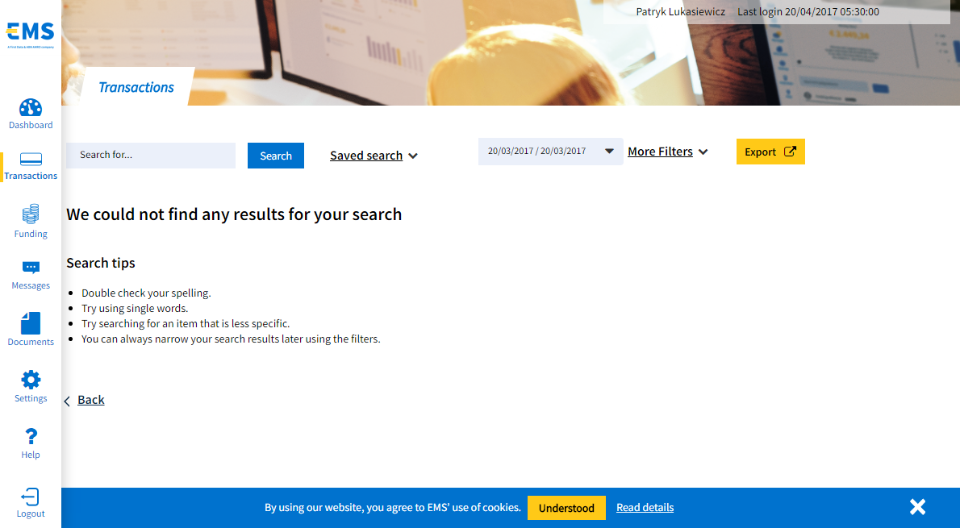 Patryk Lukasiewicz Last login 20/04/2017 05:30:00
EMS
Transactions
Dashboard
Transactions
Funding
Messages
Documents
Settings
Help
Logout
Search for...
Search
Saved search
20/03/2017 / 20/03/2017
More Filters
Export
We could not find any results for your search
Search tips
Double check your spelling.
Try using single words.
Try searching for an item that is less specific.
You can always narrow your search results later using the filters.
Back
By using our website, you agree to EMS' use of cookies.
Understood
Read details